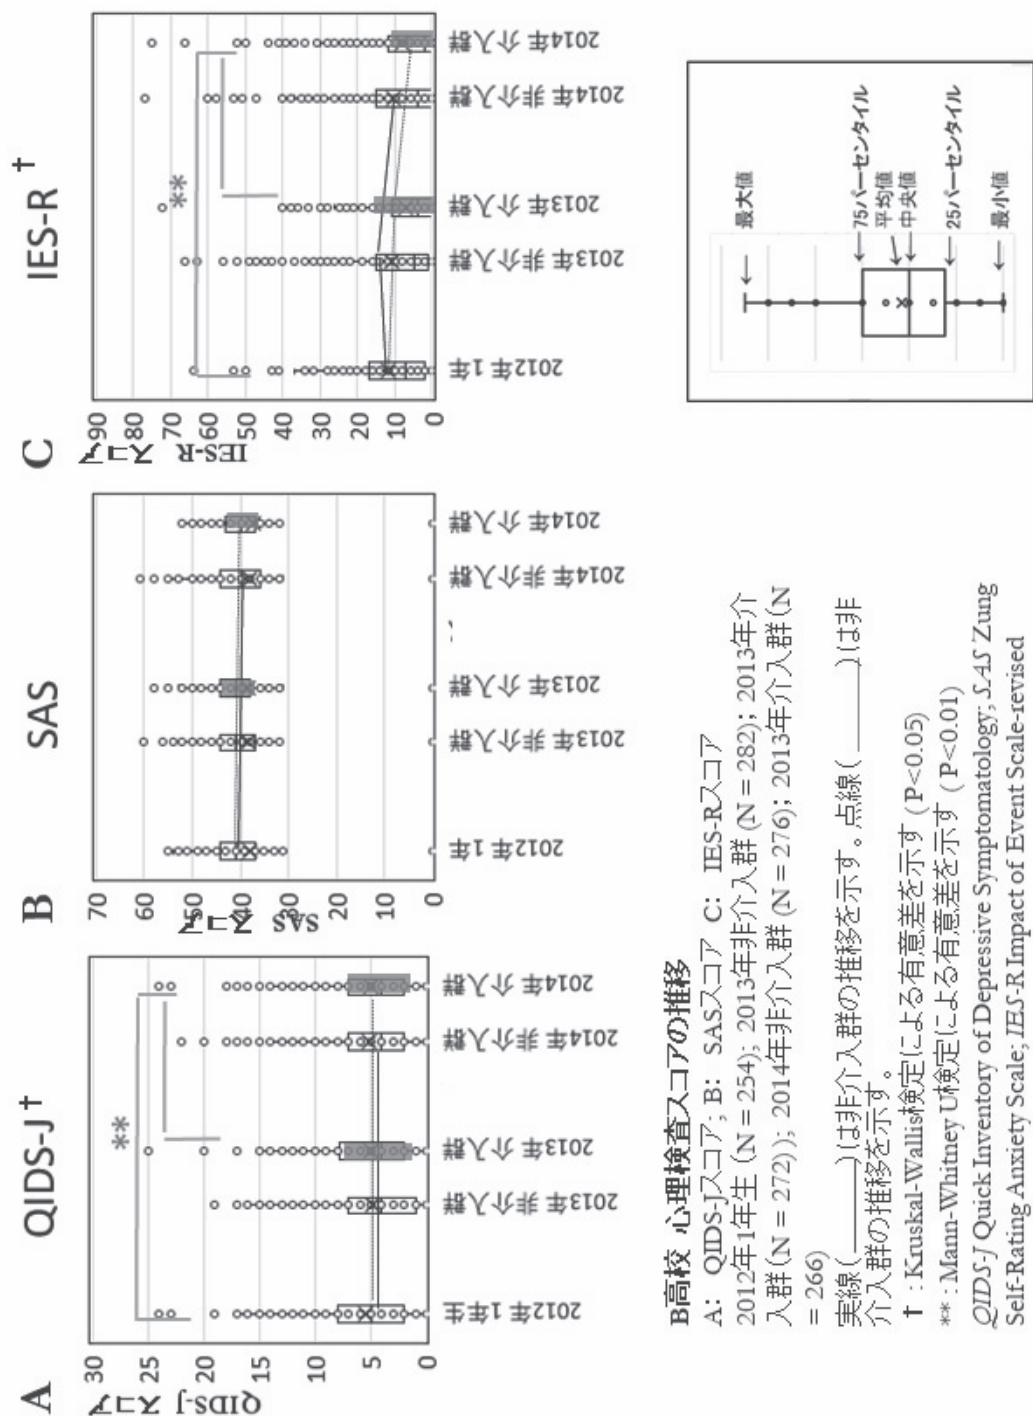 A
QIDS-J†
QIDS-J スコア
30
25
20
15
10
5
0
**
2012年 1年生
2013年 非介入群
2013年 介入群
2014年 非介入群
2014年 介入群
B
SAS
SAS スコア
70
60
50
40
30
20
10
0
2012年 1年
2013年 非介入群
2013年 介入群
2014年 非介入群
2014年 介入群
C
IES-R †
IES-R スコア
90
80
70
60
50
40
30
20
10
0
**
2012年 1年
2013年 非介入群
2013年 介入群
2014年 非介入群
2014年 介入群
B高校 心理検査スコアの推移
A: QIDS-Jスコア; B: SASスコア C: IES-Rスコア
2012年1年生 (N = 254); 2013年非介入群 (N = 282); 2013年介
入群(N = 272)); 2014年非介入群 (N = 276); 2013年介入群(N
= 266)
実線(______)は非介入群の推移を示す。点線(______)は非
介入群の推移を示す。
† : Kruskal-Wallis検定による有意差を示す (P<0.05)
** : Mann-Whitney U検定による有意差を示す (P<0.01)
QIDS-J Quick Inventory of Depressive Symptomatology; SAS Zung
Self-Rating Anxiety Scale; IES-R Impact of Event Scale-revised
最大値
75パーセンタイル
平均値
中央値
25パーセンタイル
最小値